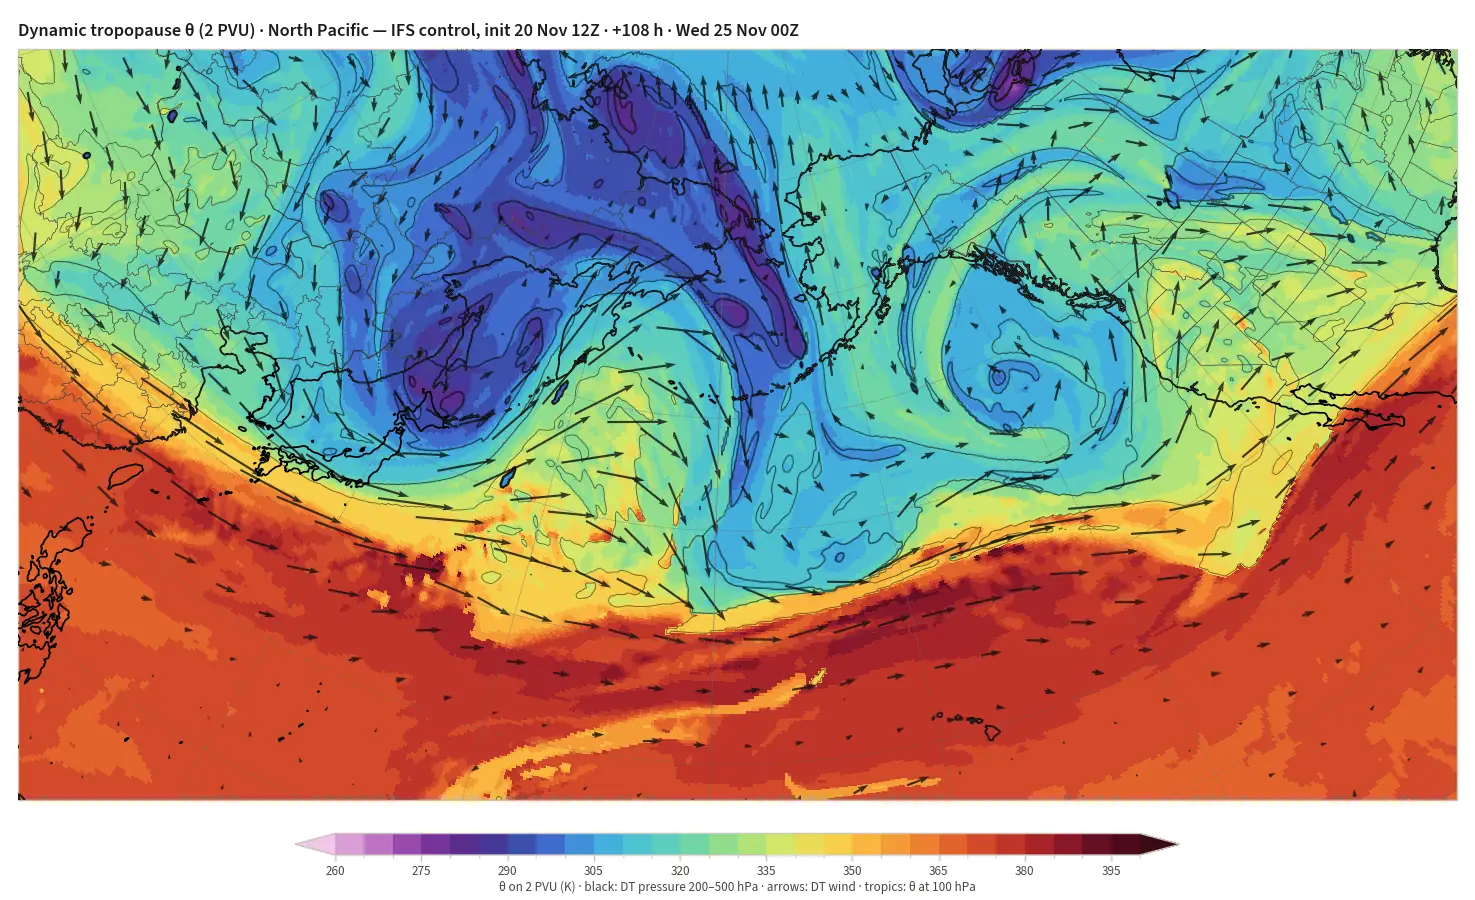 Dynamic tropopause θ (2 PVU) · North Pacific — IFS control, init 20 Nov 12Z · +108 h · Wed 25 Nov 00Z
260 275 290 305 320 335 350 365 380 395
θ on 2 PVU (K) · black: DT pressure 200–500 hPa · arrows: DT wind · tropics: θ at 100 hPa